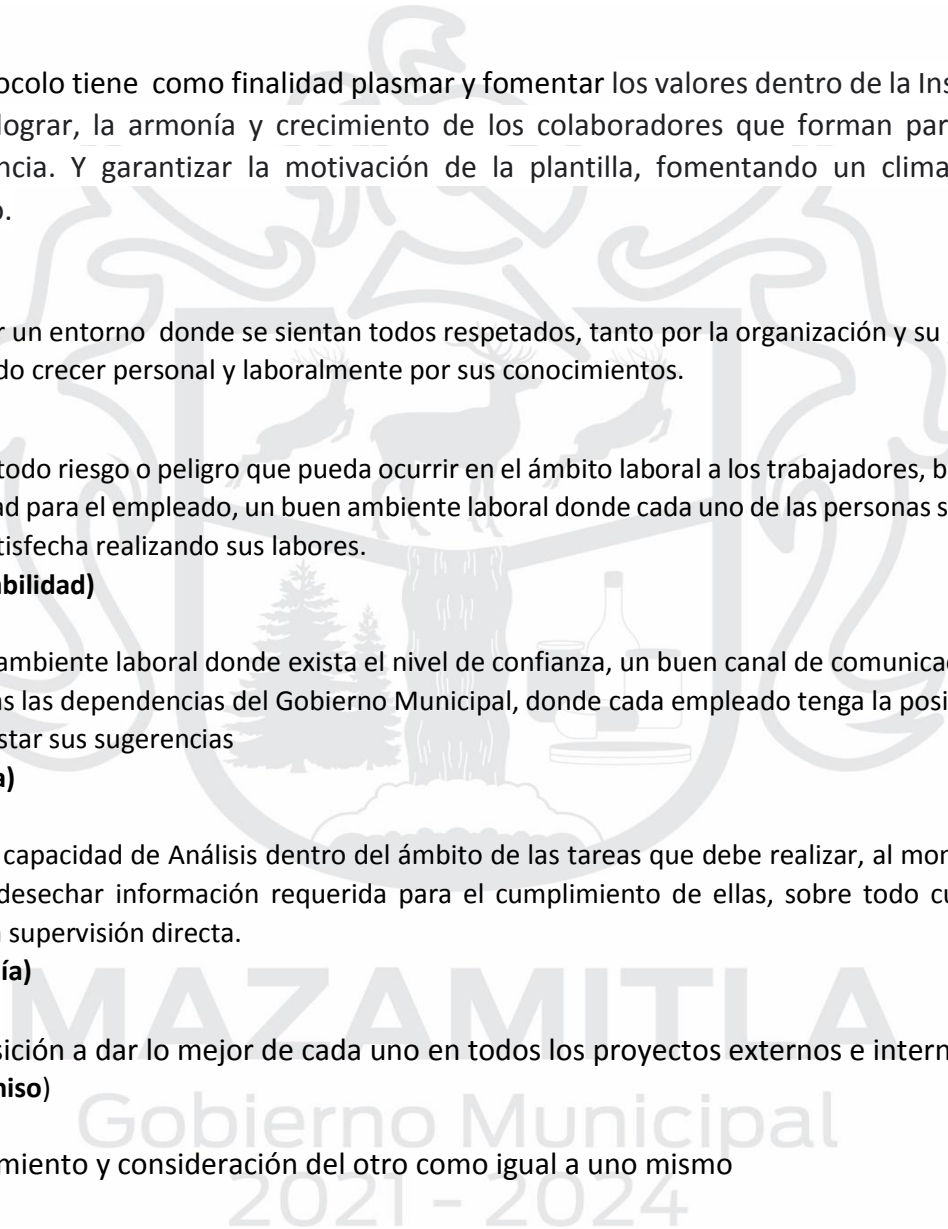 ocolo tiene como finalidad plasmar y fomentar los valores dentro de la Ins
lograr, la armonía y crecimiento de los colaboradores que forman par
ncia. Y garantizar la motivación de la plantilla, fomentando un clima
o.
r un entorno donde se sientan todos respetados, tanto por la organización y su
do crecer personal y laboralmente por sus conocimientos.
todo riesgo o peligro que pueda ocurrir en el ámbito laboral a los trabajadores, b
ad para el empleado, un buen ambiente laboral donde cada uno de las personas s
tisfecha realizando sus labores.
abilidad)
ambiente laboral donde exista el nivel de confianza, un buen canal de comunica
as las dependencias del Gobierno Municipal, donde cada empleado tenga la posi
star sus sugerencias
a)
capacidad de Análisis dentro del ámbito de las tareas que debe realizar, al mor
desechar información requerida para el cumplimiento de ellas, sobre todo cu
a supervisión directa.
ía)
sición a dar lo mejor de cada uno en todos los proyectos externos e intern
niso)
miento y consideración del otro como igual a uno mismo
MAZAMITLA
Gobierno Municipal
2021 - 2024